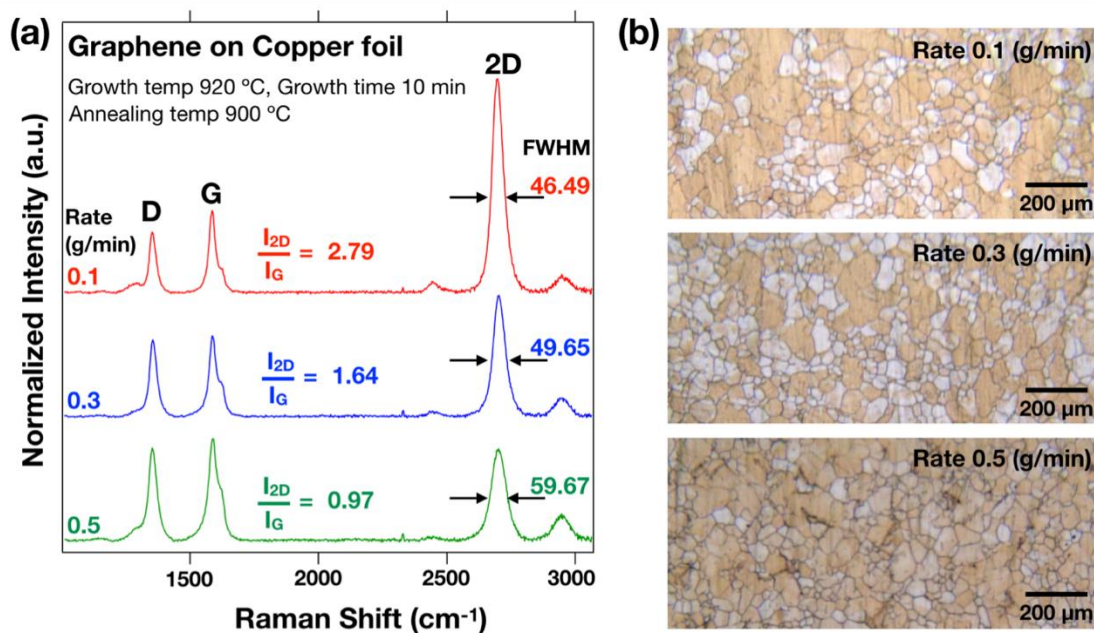 (a)
Graphene on Copper foil
Growth temp 920 ºC, Growth time 10 min
Annealing temp 900 ºC
2D
FWHM
D
G
Rate
(g/min)
0.1
I2D
IG
= 2.79
46.49
0.3
I2D
IG
= 1.64
49.65
0.5
I2D
IG
= 0.97
59.67
Normalized Intensity (a.u.)
1500
2000
2500
3000
Raman Shift (cm-1)
(b)
Rate 0.1 (g/min)
200 µm
Rate 0.3 (g/min)
200 µm
Rate 0.5 (g/min)
200 µm